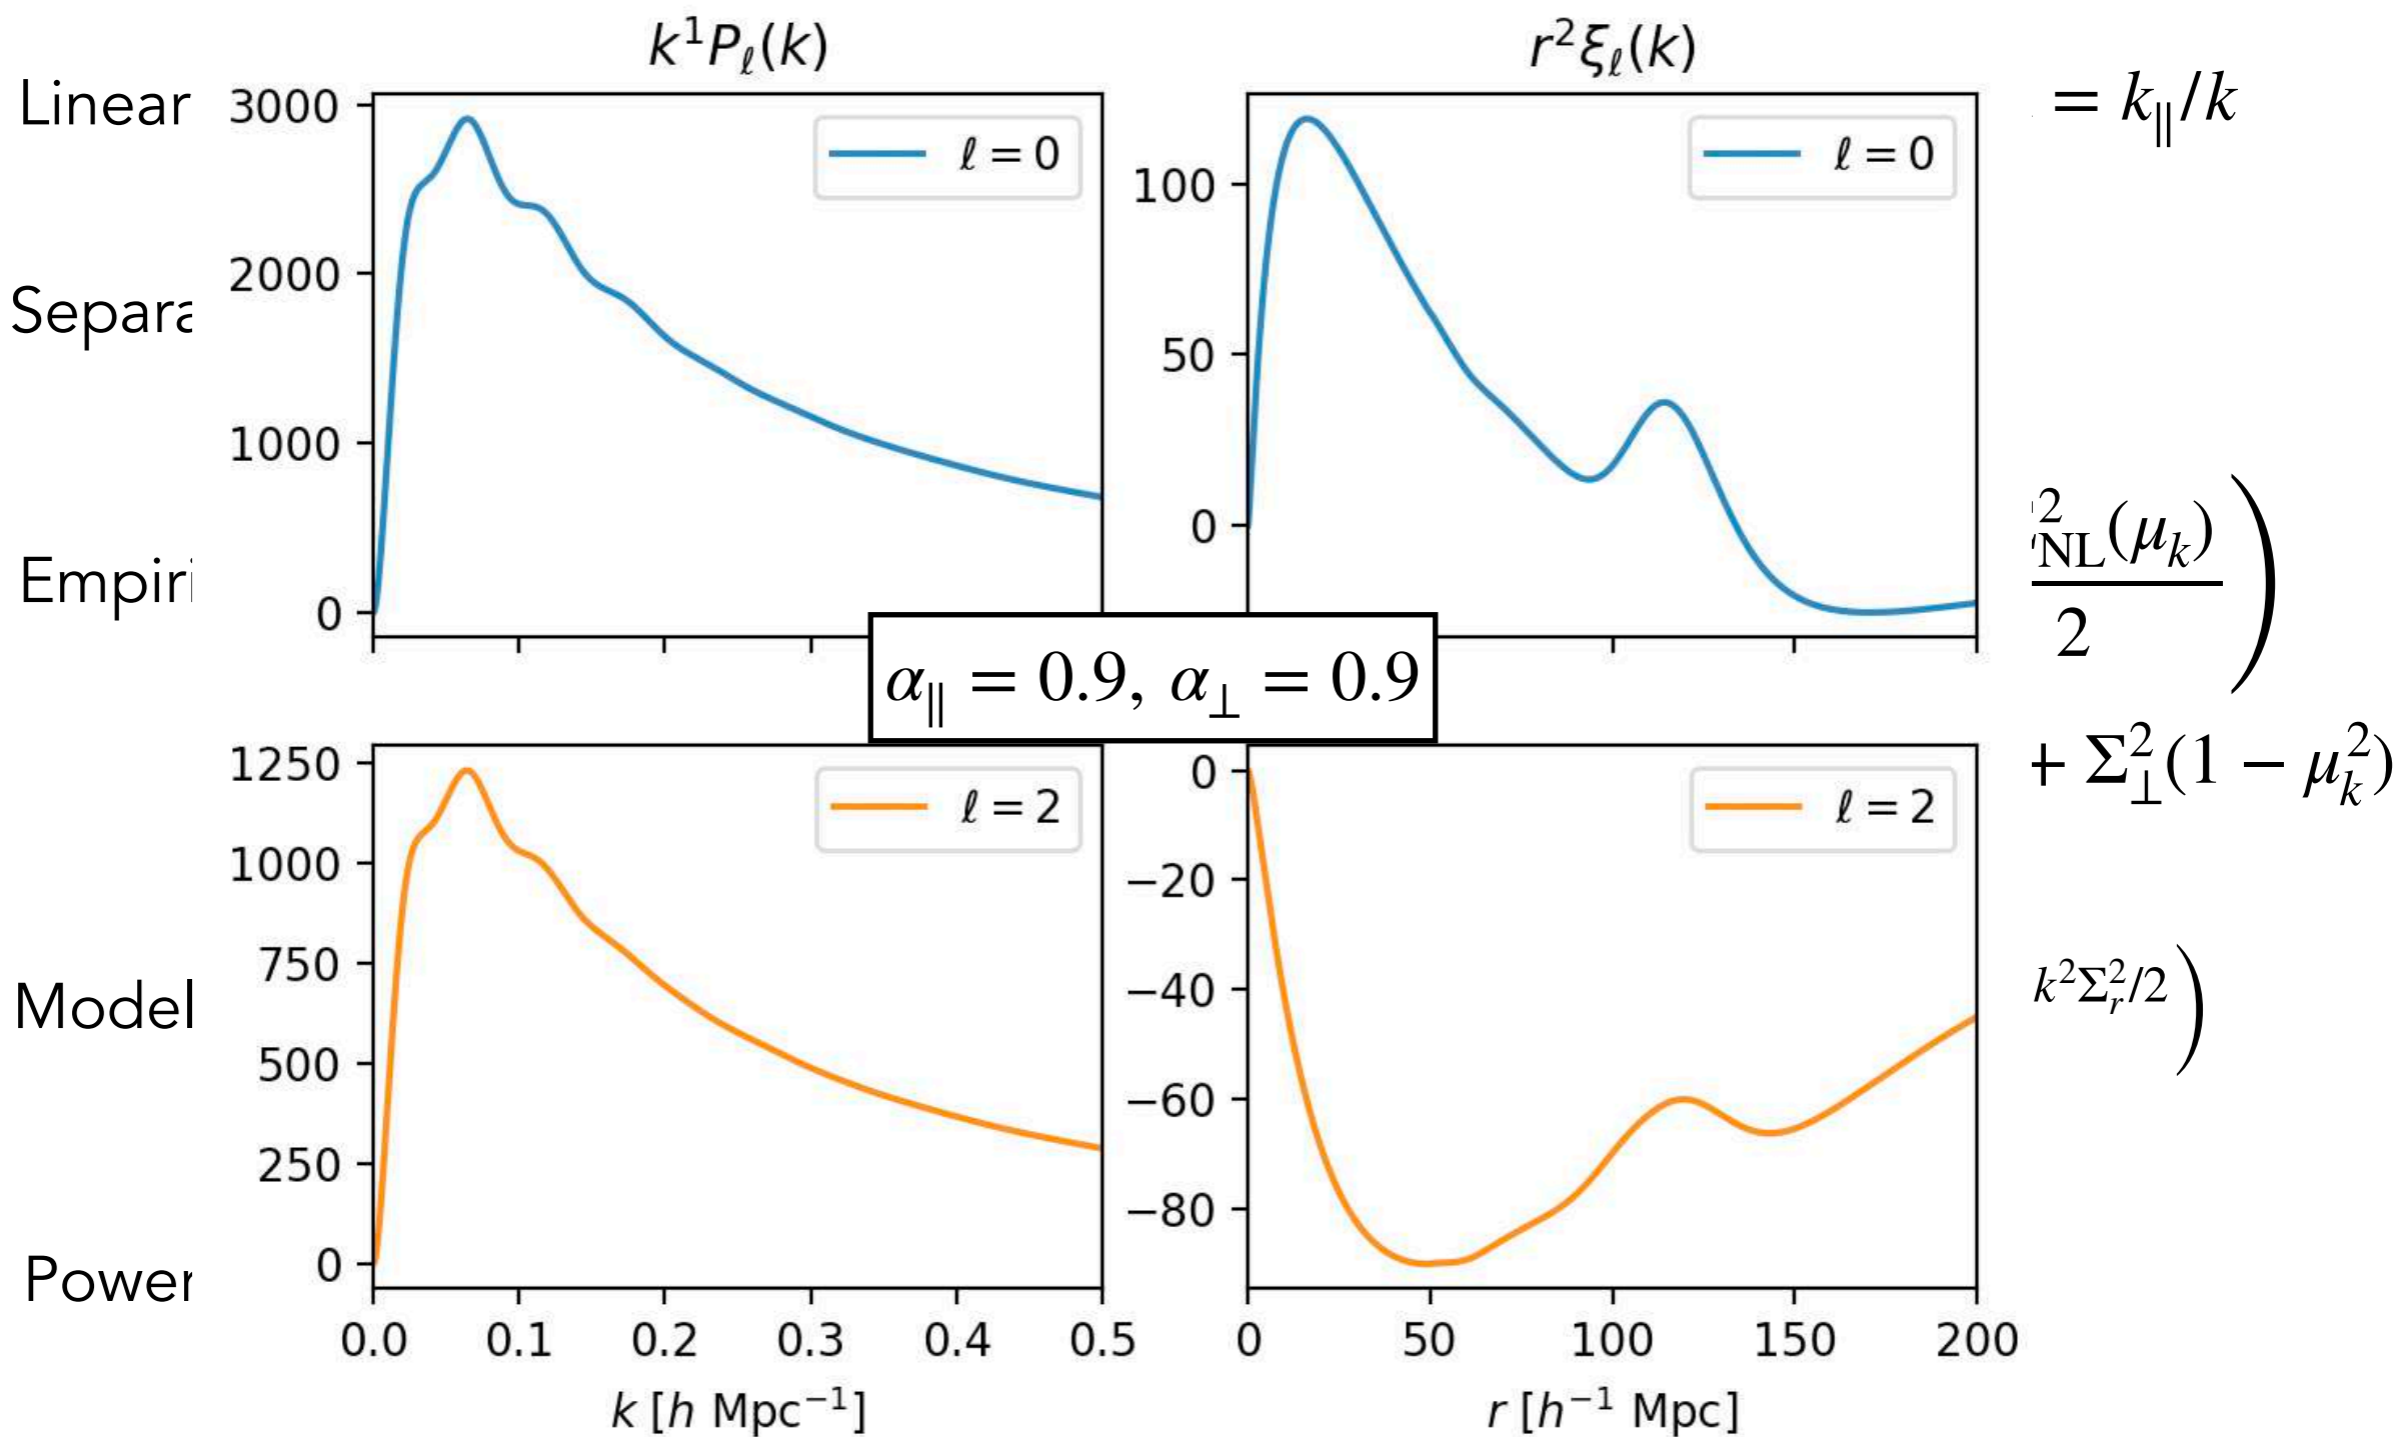 k¹P_ℓ(k)
r²ξ_ℓ(k)
Linear
= k_∥/k
3000
2000
1000
0
ℓ = 0
100
50
0
ℓ = 0
α_∥ = 0.9, α_⊥ = 0.9
²_NL(μ_k)
2
)
+ Σ²_⊥(1 − μ²_k)
1250
1000
750
500
250
0
ℓ = 2
0
−20
−40
−60
−80
ℓ = 2
k²Σ²_r/2)
Model
Power
0.0 0.1 0.2 0.3 0.4 0.5
0 50 100 150 200
k [h Mpc⁻¹]
r [h⁻¹ Mpc]